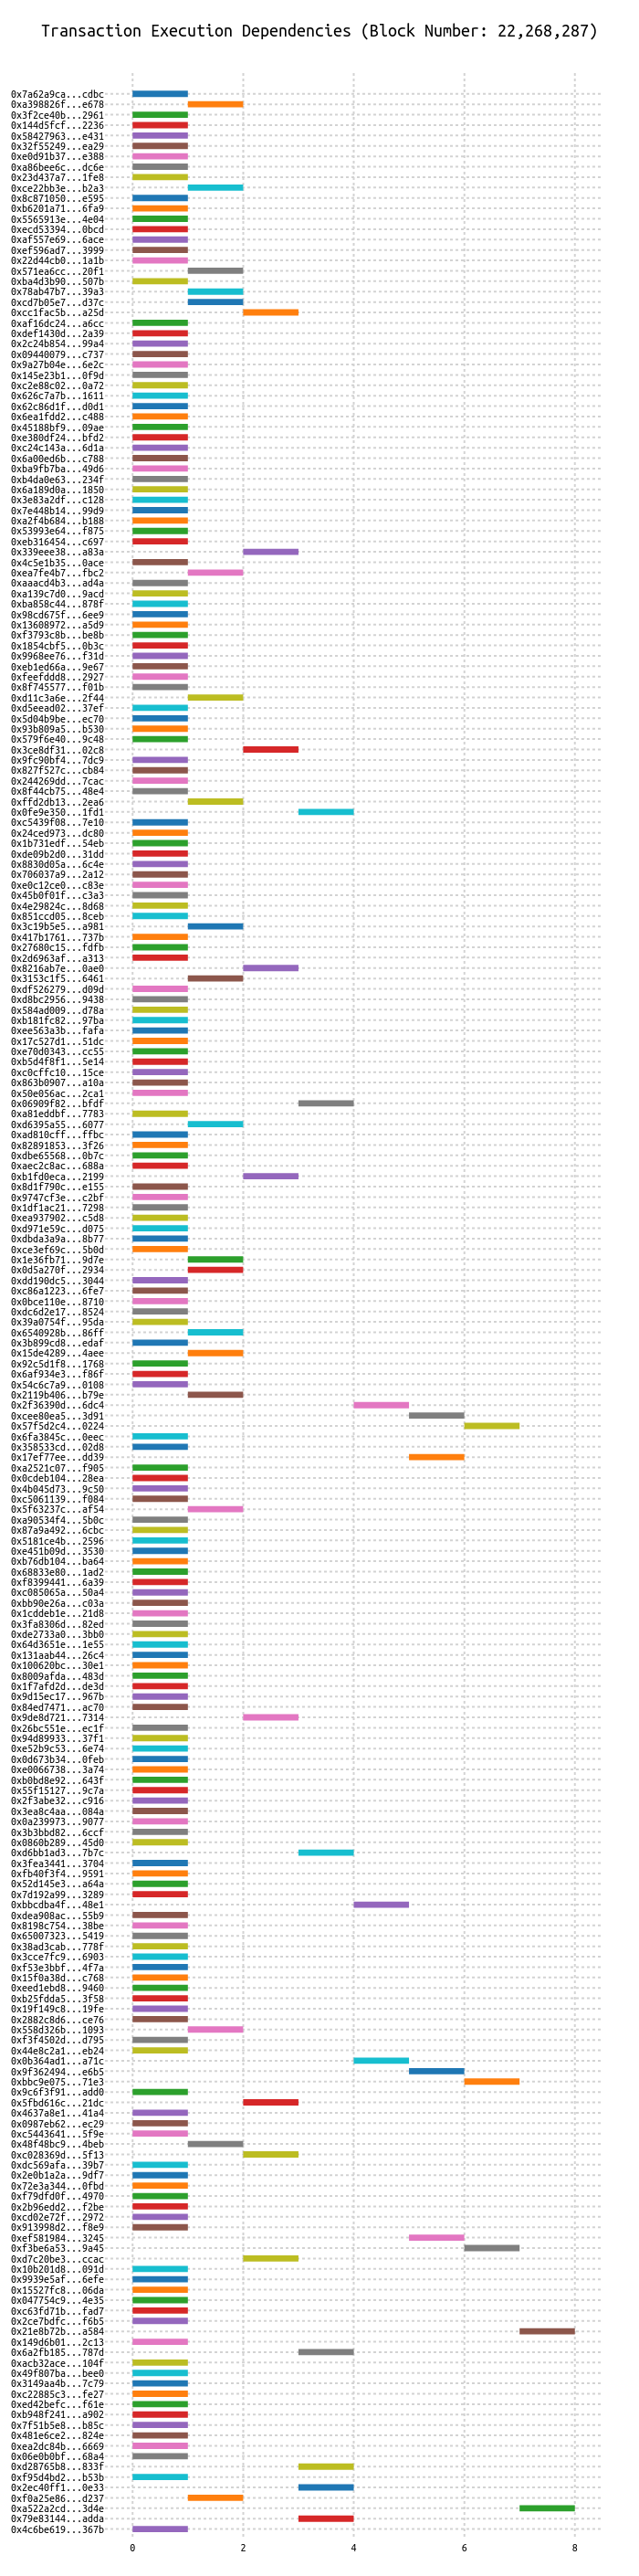 Transaction Execution Dependencies (Block Number: 22,268,287)
0x7a62a9ca...cdbc
0xa398826f...e678
0x3f2ce40b...2961
0x144d5fcf...2236
0x58427963...e431
0x32f55249...ea29
0xe0d91b37...e388
0xa86bee6c...dc6e
0x23d437a7...1fe8
0xce22bb3e...b2a3
0x8c871050...e595
0xb6201a71...6fa9
0x5565913e...4e04
0xecd53394...0bcd
0xaf557e69...6ace
0xef596ad7...3999
0x22d44cb0...1a1b
0x571ea6cc...20f1
0xba4d3b90...507b
0x78ab47b7...39a3
0xcd7b05e7...d37c
0xcc1fac5b...a25d
0xaf16dc24...a6cc
0xdef1430d...2a39
0x2c24b854...99a4
0x09440079...c737
0x9a27b04e...6e2c
0x145e23b1...0f9d
0xc2e88c02...0a72
0x626c7a7b...1611
0x62c86d1f...d0d1
0x6ea1fdd2...c488
0x45188bf9...09ae
0xe380df24...bfd2
0xc24c143a...6d1a
0x6a00ed6b...c788
0xba9fb7ba...49d6
0xb4da0e63...234f
0x6a189d0a...1850
0x3e83a2df...c128
0x7e448b14...99d9
0xa2f4b684...b188
0x53993e64...f875
0xeb316454...c697
0x339eee38...a83a
0x4c5e1b35...0ace
0xea7fe4b7...fbc2
0xaaacd4b3...ad4a
0xa139c7d0...9acd
0xba858c44...878f
0x98cd675f...6ee9
0x13608972...a5d9
0xf3793c8b...be8b
0x1854cbf5...0b3c
0x9968ee76...f31d
0xeb1ed66a...9e67
0xfeefddd8...2927
0x8f745577...f01b
0xd11c3a6e...2f44
0xd5eead02...37ef
0x5d04b9be...ec70
0x93b809a5...b530
0x579f6e40...9c48
0x3ce8df31...02c8
0x9fc90bf4...7dc9
0x827f527c...cb84
0x244269dd...7cac
0x8f44cb75...48e4
0xffd2db13...2ea6
0x0fe9e350...1fd1
0xc5439f08...7e10
0x24ced973...dc80
0x1b731edf...54eb
0xde09b2d0...31dd
0x8830d05a...6c4e
0x706037a9...2a12
0xe0c12ce0...c83e
0x45b0f01f...c3a3
0x4e29824c...8d68
0x851ccd05...8ceb
0x3c19b5e5...a981
0x417b1761...737b
0x27680c15...fdfb
0x2d6963af...a313
0x8216ab7e...0ae0
0x3153c1f5...6461
0xdf526279...d09d
0xd8bc2956...9438
0x584ad009...d78a
0xb181fc82...97ba
0xee563a3b...fafa
0x17c527d1...51dc
0xe70d0343...cc55
0xb5d4f8f1...5e14
0xc0cffc10...15ce
0x863b0907...a10a
0x50e056ac...2ca1
0x06909f82...bfdf
0xa81eddbf...7783
0xd6395a55...6077
0xad810cff...ffbc
0x82891853...3f26
0xdbe65568...0b7c
0xaec2c8ac...688a
0xb1fd0eca...2199
0x8d1f790c...e155
0x9747cf3e...c2bf
0x1df1ac21...7298
0xea937902...c5d8
0xd971e59c...d075
0xdbda3a9a...8b77
0xce3ef69c...5b0d
0x1e36fb71...9d7e
0x0d5a270f...2934
0xdd190dc5...3044
0xc86a1223...6fe7
0x0bce110e...8710
0xdc6d2e17...8524
0x39a0754f...95da
0x6540928b...86ff
0x3b899cd8...edaf
0x15de4289...4aee
0x92c5d1f8...1768
0x6af934e3...f86f
0x54c6c7a9...0108
0x2119b406...b79e
0x2f36390d...6dc4
0xcee80ea5...3d91
0x57f5d2c4...0224
0x6fa3845c...0eec
0x358533cd...02d8
0x17ef77ee...dd39
0xa2521c07...f905
0x0cdeb104...28ea
0x4b045d73...9c50
0xc5061139...f084
0x5f63237c...af54
0xa90534f4...5b0c
0x87a9a492...6cbc
0x5181ce4b...2596
0xe451b09d...3530
0xb76db104...ba64
0x68833e80...1ad2
0xf8399441...6a39
0xc085065a...50a4
0xbb90e26a...c03a
0x1cddeb1e...21d8
0x3fa8306d...82ed
0xde2733a0...3bb0
0x64d3651e...1e55
0x131aab44...26c4
0x100620bc...30e1
0x8009afda...483d
0x1f7afd2d...de3d
0x9d15ec17...967b
0x84ed7471...ac70
0x9de8d721...7314
0x26bc551e...ec1f
0x94d89933...37f1
0xe52b9c53...6e74
0x0d673b34...0feb
0xe0066738...3a74
0xb0bd8e92...643f
0x55f15127...9c7a
0x2f3abe32...c916
0x3ea8c4aa...084a
0x0a239973...9077
0x3b3bbd82...6ccf
0x0860b289...45d0
0xd6bb1ad3...7b7c
0x3fea3441...3704
0xfb40f3f4...9591
0x52d145e3...a64a
0x7d192a99...3289
0xbbcdba4f...48e1
0xdea908ac...55b9
0x8198c754...38be
0x65007323...5419
0x38ad3cab...778f
0x3cce7fc9...6903
0xf53e3bbf...4f7a
0x15f0a38d...c768
0xeed1ebd8...9460
0xb25fdda5...3f58
0x19f149c8...19fe
0x2882c8d6...ce76
0x558d326b...1093
0xf3f4502d...d795
0x44e8c2a1...eb24
0x0b364ad1...a71c
0x9f362494...e6b5
0xbbc9e075...71e3
0x9c6f3f91...add0
0x5fbd616c...21dc
0x4637a8e1...41a4
0x0987eb62...ec29
0xc5443641...5f9e
0x48f48bc9...4beb
0xc028369d...5f13
0xdc569afa...39b7
0x2e0b1a2a...9df7
0x72e3a344...0fbd
0xf79dfd0f...4970
0x2b96edd2...f2be
0xcd02e72f...2972
0x913998d2...f8e9
0xef581984...3245
0xf3be6a53...9a45
0xd7c20be3...ccac
0x10b201d8...091d
0x9939e5af...6efe
0x15527fc8...06da
0x047754c9...4e35
0xc63fd71b...fad7
0x2ce7bdfc...f6b5
0x21e8b72b...a584
0x149d6b01...2c13
0x6a2fb185...787d
0xacb32ace...104f
0x49f807ba...bee0
0x3149aa4b...7c79
0xc22885c3...fe27
0xed42befc...f61e
0xb948f241...a902
0x7f51b5e8...b85c
0x481e6ce2...824e
0xea2dc84b...6669
0x06e0b0bf...68a4
0xd28765b8...833f
0xf95d4bd2...b53b
0x2ec40ff1...0e33
0xf0a25e86...d237
0xa522a2cd...3d4e
0x79e83144...adda
0x4c6be619...367b
0 2 4 6 8